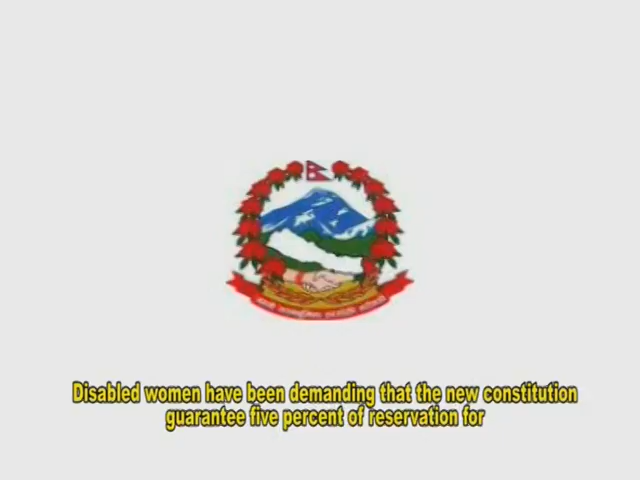 Disabled women have been demanding that the new constitution
guarantee five percent of reservation for